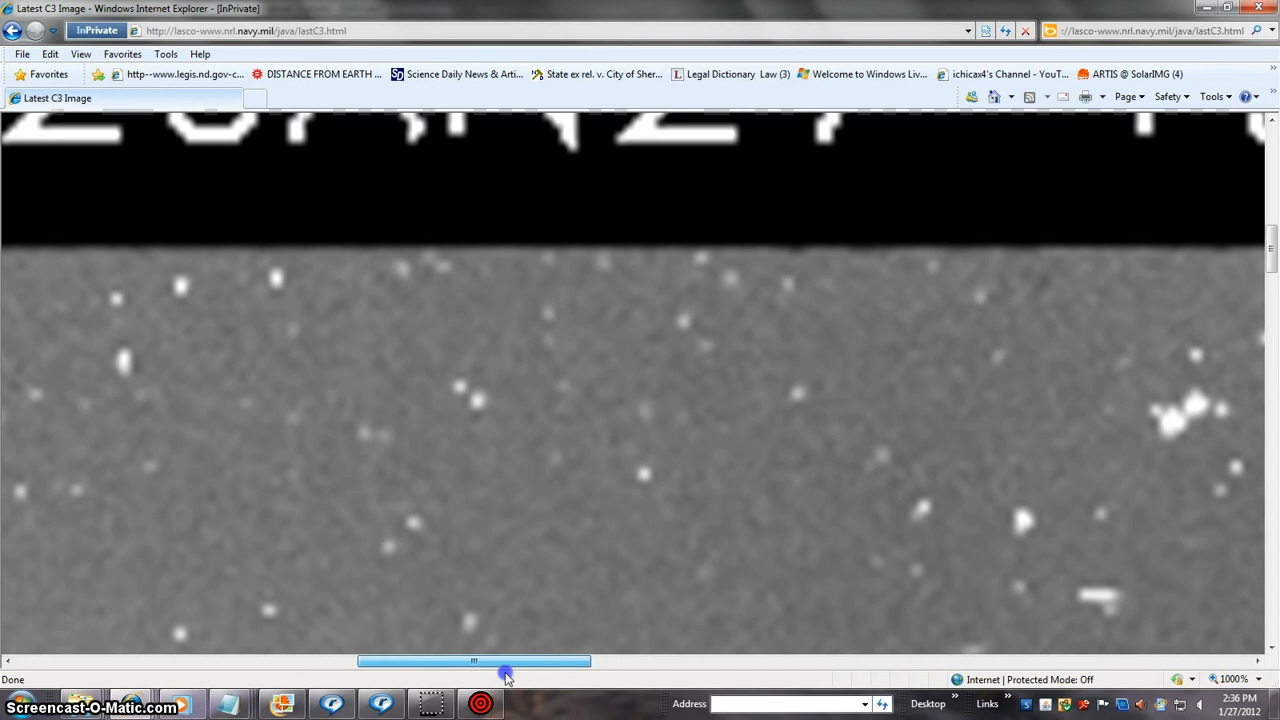 Latest C3 Image - Windows Internet Explorer - [InPrivate]
InPrivate http://lasco-www.nrl.navy.mil/java/lastC3.html ://lasco-www.nrl.navy.mil/java/lastC3.html
File Edit View Favorites Tools Help
Favorites http--www.legis.nd.gov-c... DISTANCE FROM EARTH ... Science Daily News & Arti... State ex rel. v. City of Sher... Legal Dictionary Law (3) Welcome to Windows Liv... ichicax4's Channel - YouT... ARTIS @ SolarIMG (4)
Latest C3 Image Page Safety Tools
Done Internet | Protected Mode: Off 1000%
Screencast-O-Matic.com Address Desktop Links 2:36 PM
1/27/2012